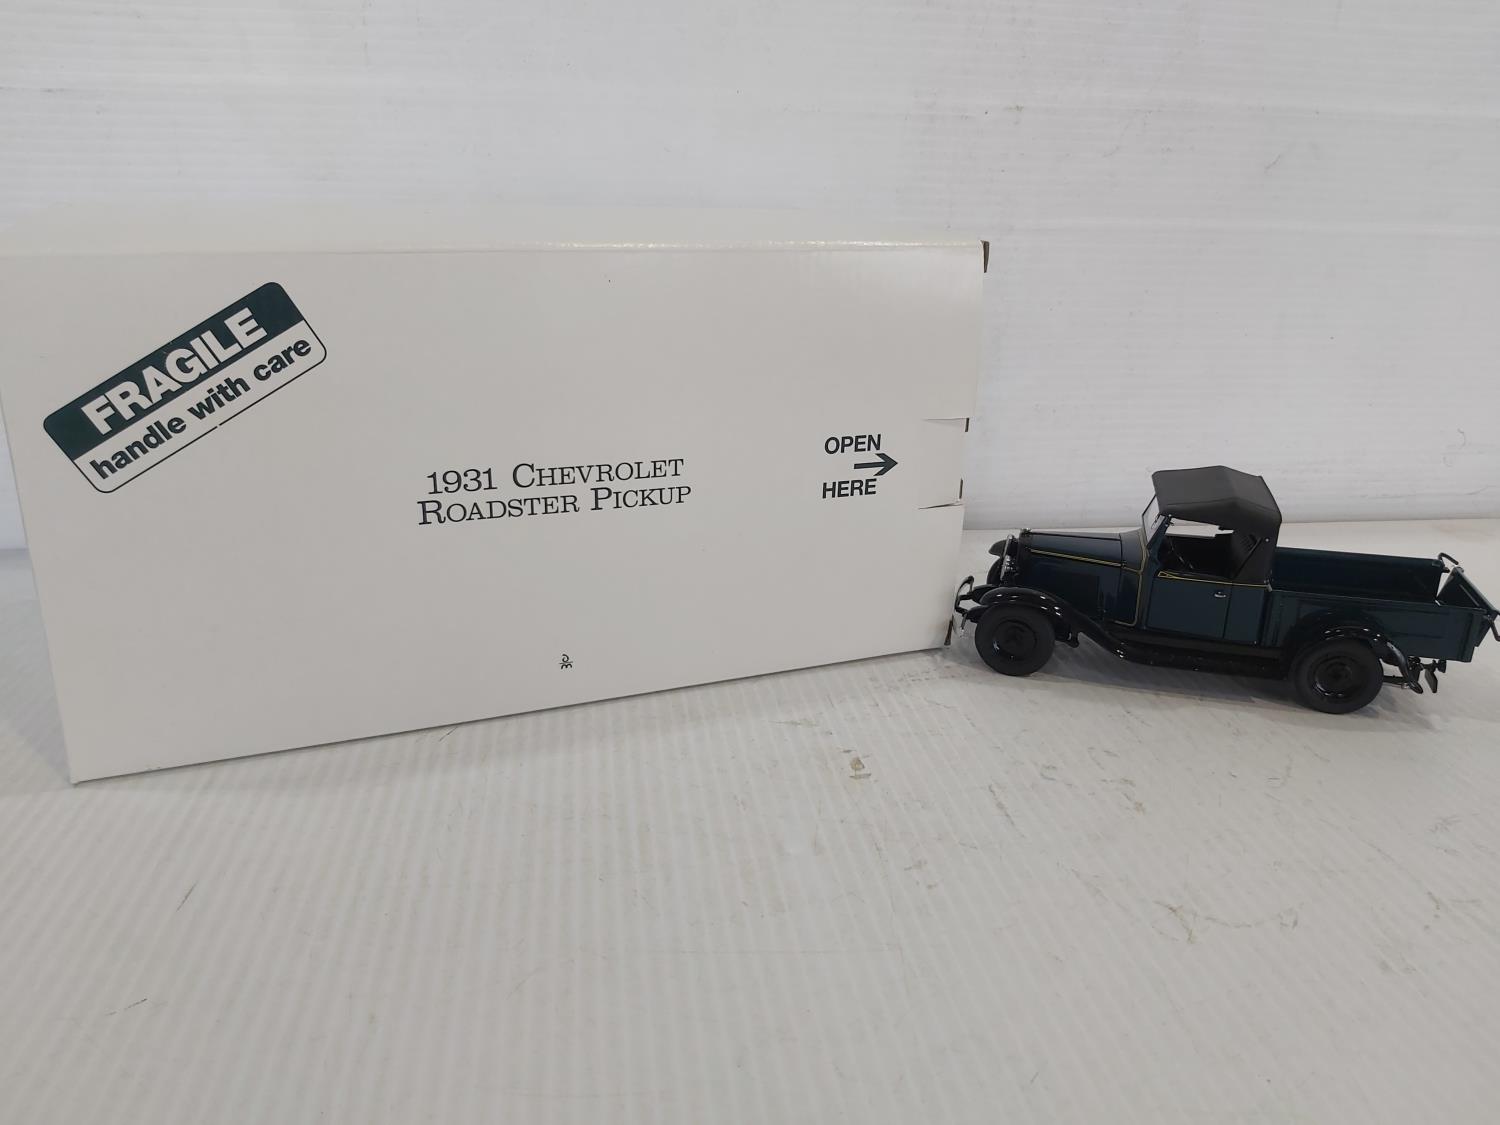 FRAGILE
handle with care
1931 CHEVROLET
ROADSTER PICKUP
OPEN
HERE